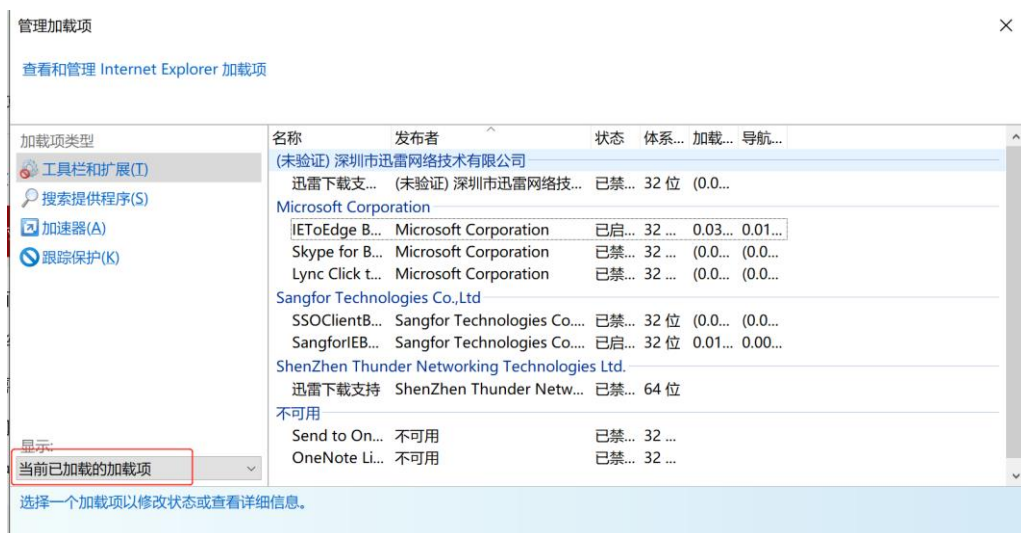 管理加载项
查看和管理 Internet Explorer 加载项
加载项类型
工具栏和扩展(T)
搜索提供程序(S)
加速器(A)
跟踪保护(K)
显示:
当前已加载的加载项
名称 发布者 状态 体系... 加载... 导航...
(未验证) 深圳市迅雷网络技术有限公司
迅雷下载支... (未验证) 深圳市迅雷网络技... 已禁... 32 位 (0.0...
Microsoft Corporation
IEToEdge B... Microsoft Corporation 已启... 32 ... 0.03... 0.01...
Skype for B... Microsoft Corporation 已禁... 32 ... (0.0... (0.0...
Lync Click t... Microsoft Corporation 已禁... 32 ... (0.0... (0.0...
Sangfor Technologies Co.,Ltd
SSOClientB... Sangfor Technologies Co.... 已禁... 32 位 (0.0... (0.0...
SangforIEB... Sangfor Technologies Co.... 已启... 32 位 0.01... 0.00...
ShenZhen Thunder Networking Technologies Ltd.
迅雷下载支持 ShenZhen Thunder Netw... 已禁... 64 位
不可用
Send to On... 不可用 已禁... 32 ...
OneNote Li... 不可用 已禁... 32 ...
选择一个加载项以修改状态或查看详细信息。